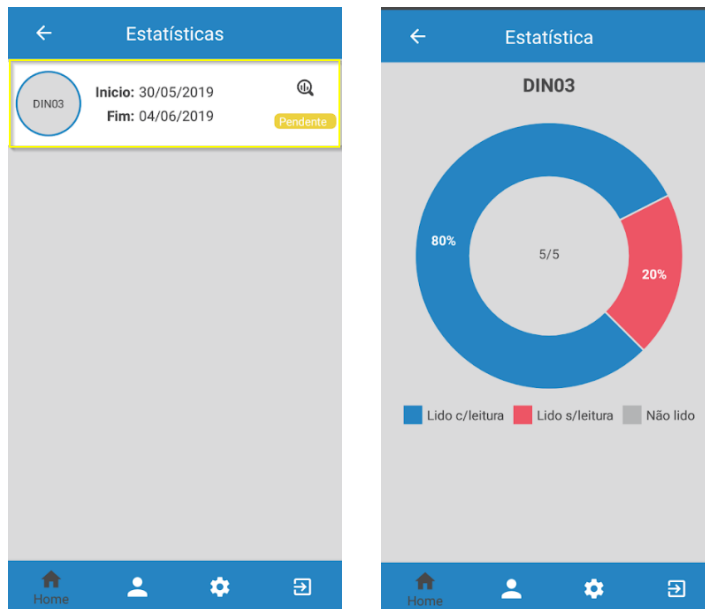 Estatísticas
DIN03
Inicio: 30/05/2019
Fim: 04/06/2019
Pendente
Home
Estatística
DIN03
80%
5/5
20%
Lido c/leitura Lido s/leitura Não lido
Home